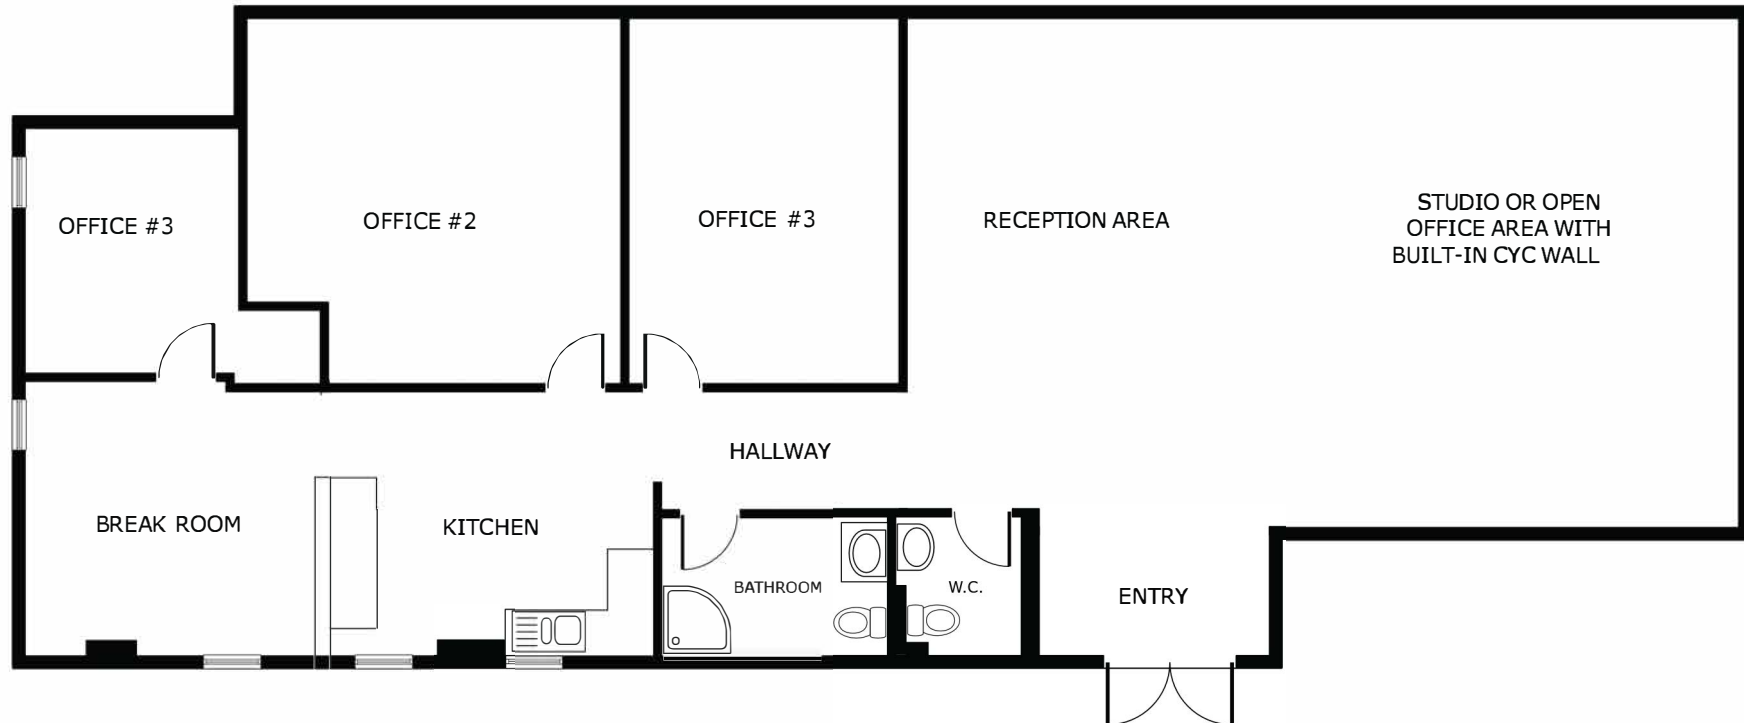 OFFICE #3
OFFICE #2
OFFICE #3
RECEPTION AREA
STUDIO OR OPEN
OFFICE AREA WITH
BUILT-IN CYC WALL
HALLWAY
BREAK ROOM
KITCHEN
BATHROOM
W.C.
ENTRY